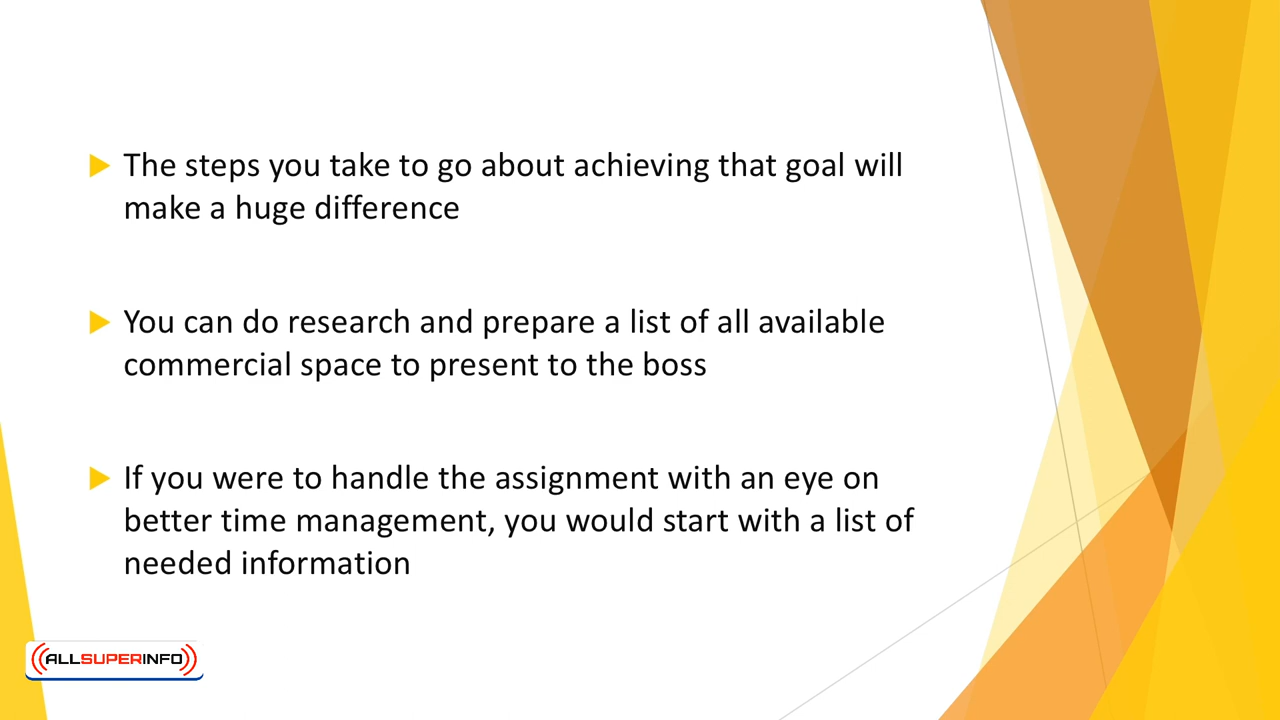 The steps you take to go about achieving that goal will
make a huge difference
You can do research and prepare a list of all available
commercial space to present to the boss
If you were to handle the assignment with an eye on
better time management, you would start with a list of
needed information
ALLSUPERINFO